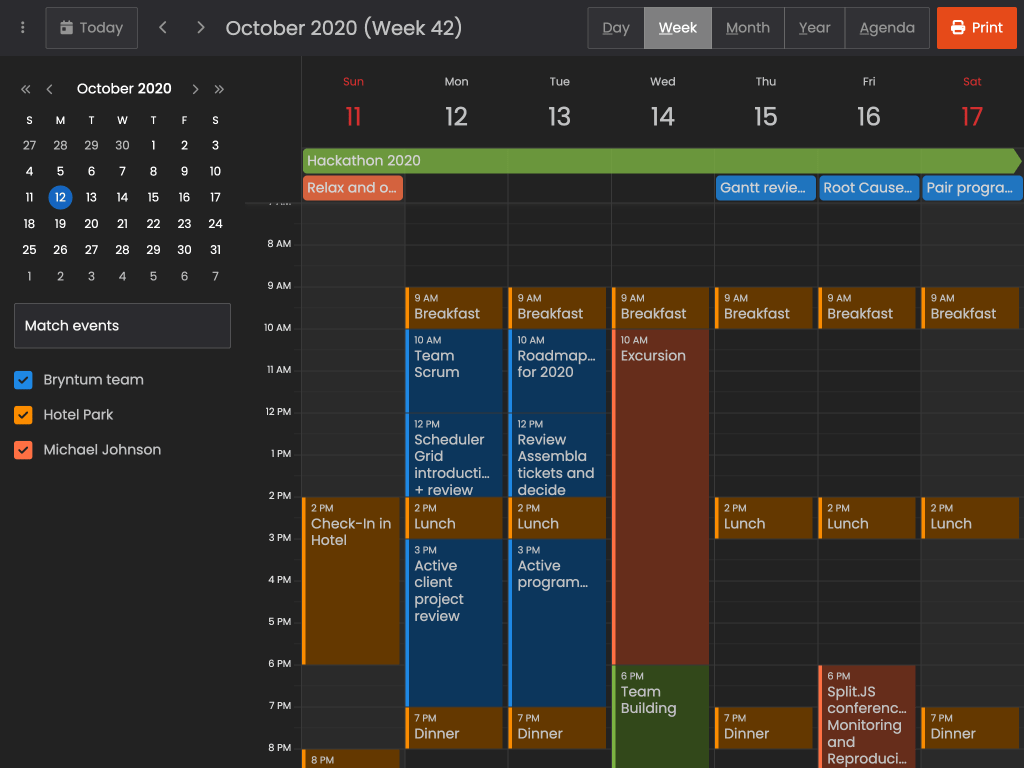 Today
October 2020 (Week 42)
Day
Week
Month
Year
Agenda
Print
October 2020
S M T W T F S
27 28 29 30 1 2 3
4 5 6 7 8 9 10
11 12 13 14 15 16 17
18 19 20 21 22 23 24
25 26 27 28 29 30 31
1 2 3 4 5 6 7
Match events
Bryntum team
Hotel Park
Michael Johnson
Sun Mon Tue Wed Thu Fri Sat
11 12 13 14 15 16 17
Hackathon 2020
Relax and o...
Gantt revie...
Root Cause...
Pair progra...
8 AM
9 AM
10 AM
11 AM
12 PM
1 PM
2 PM
3 PM
4 PM
5 PM
6 PM
7 PM
8 PM
2 PM
Check-In in
Hotel
8 PM
9 AM
Breakfast
10 AM
Team
Scrum
12 PM
Scheduler
Grid
introducti...
+ review
2 PM
Lunch
3 PM
Active
client
project
review
7 PM
Dinner
9 AM
Breakfast
10 AM
Roadmap...
for 2020
12 PM
Review
Assembla
tickets and
decide
2 PM
Lunch
3 PM
Active
program...
7 PM
Dinner
9 AM
Breakfast
10 AM
Excursion
6 PM
Team
Building
9 AM
Breakfast
2 PM
Lunch
7 PM
Dinner
9 AM
Breakfast
2 PM
Lunch
6 PM
Split.JS
conferenc...
Monitoring
and
Reproduci...
9 AM
Breakfast
2 PM
Lunch
7 PM
Dinner